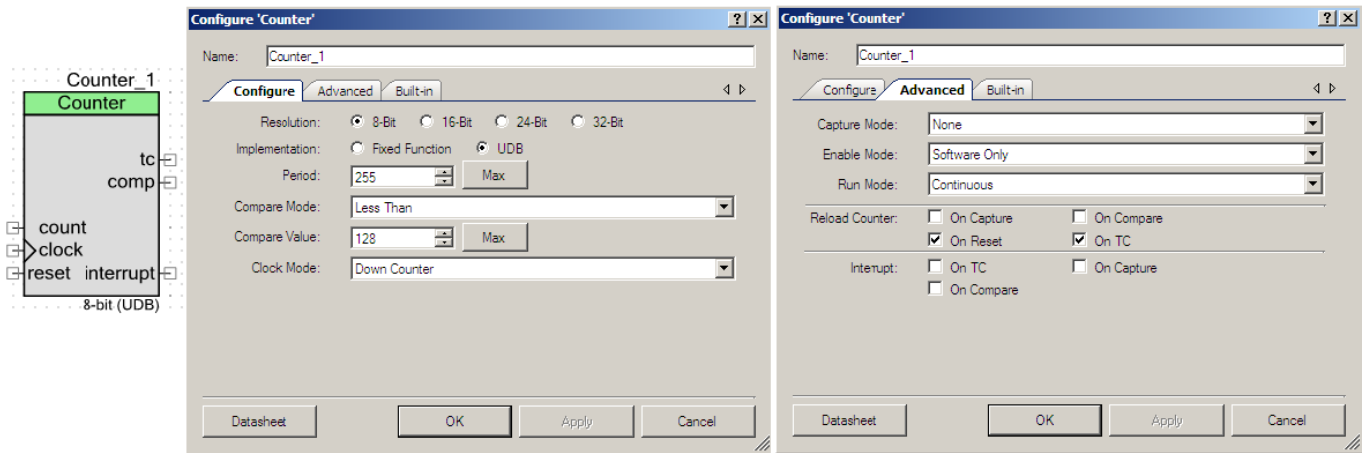 Counter_1
Counter
tc
comp
count
clock
reset interrupt
8-bit (UDB)
Configure 'Counter'
Name: Counter_1
Configure Advanced Built-in
Resolution: 8-Bit 16-Bit 24-Bit 32-Bit
Implementation: Fixed Function UDB
Period: 255 Max
Compare Mode: Less Than
Compare Value: 128 Max
Clock Mode: Down Counter
Datasheet OK Apply Cancel
Configure 'Counter'
Name: Counter_1
Configure Advanced Built-in
Capture Mode: None
Enable Mode: Software Only
Run Mode: Continuous
Reload Counter: On Capture On Compare
On Reset On TC
Interrupt: On TC On Capture
On Compare
Datasheet OK Apply Cancel